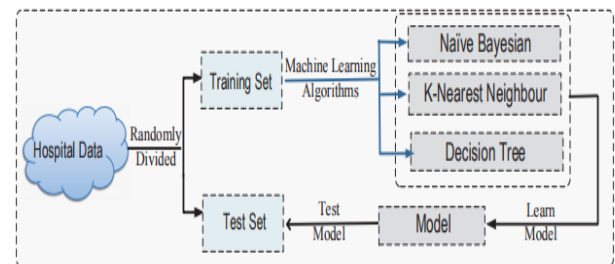 Naïve Bayesian
Machine Learning
Algorithms
Training Set
K-Nearest Neighbour
Hospital Data
Randomly
Divided
Decision Tree
Test Set
Test
Model
Model
Learn
Model